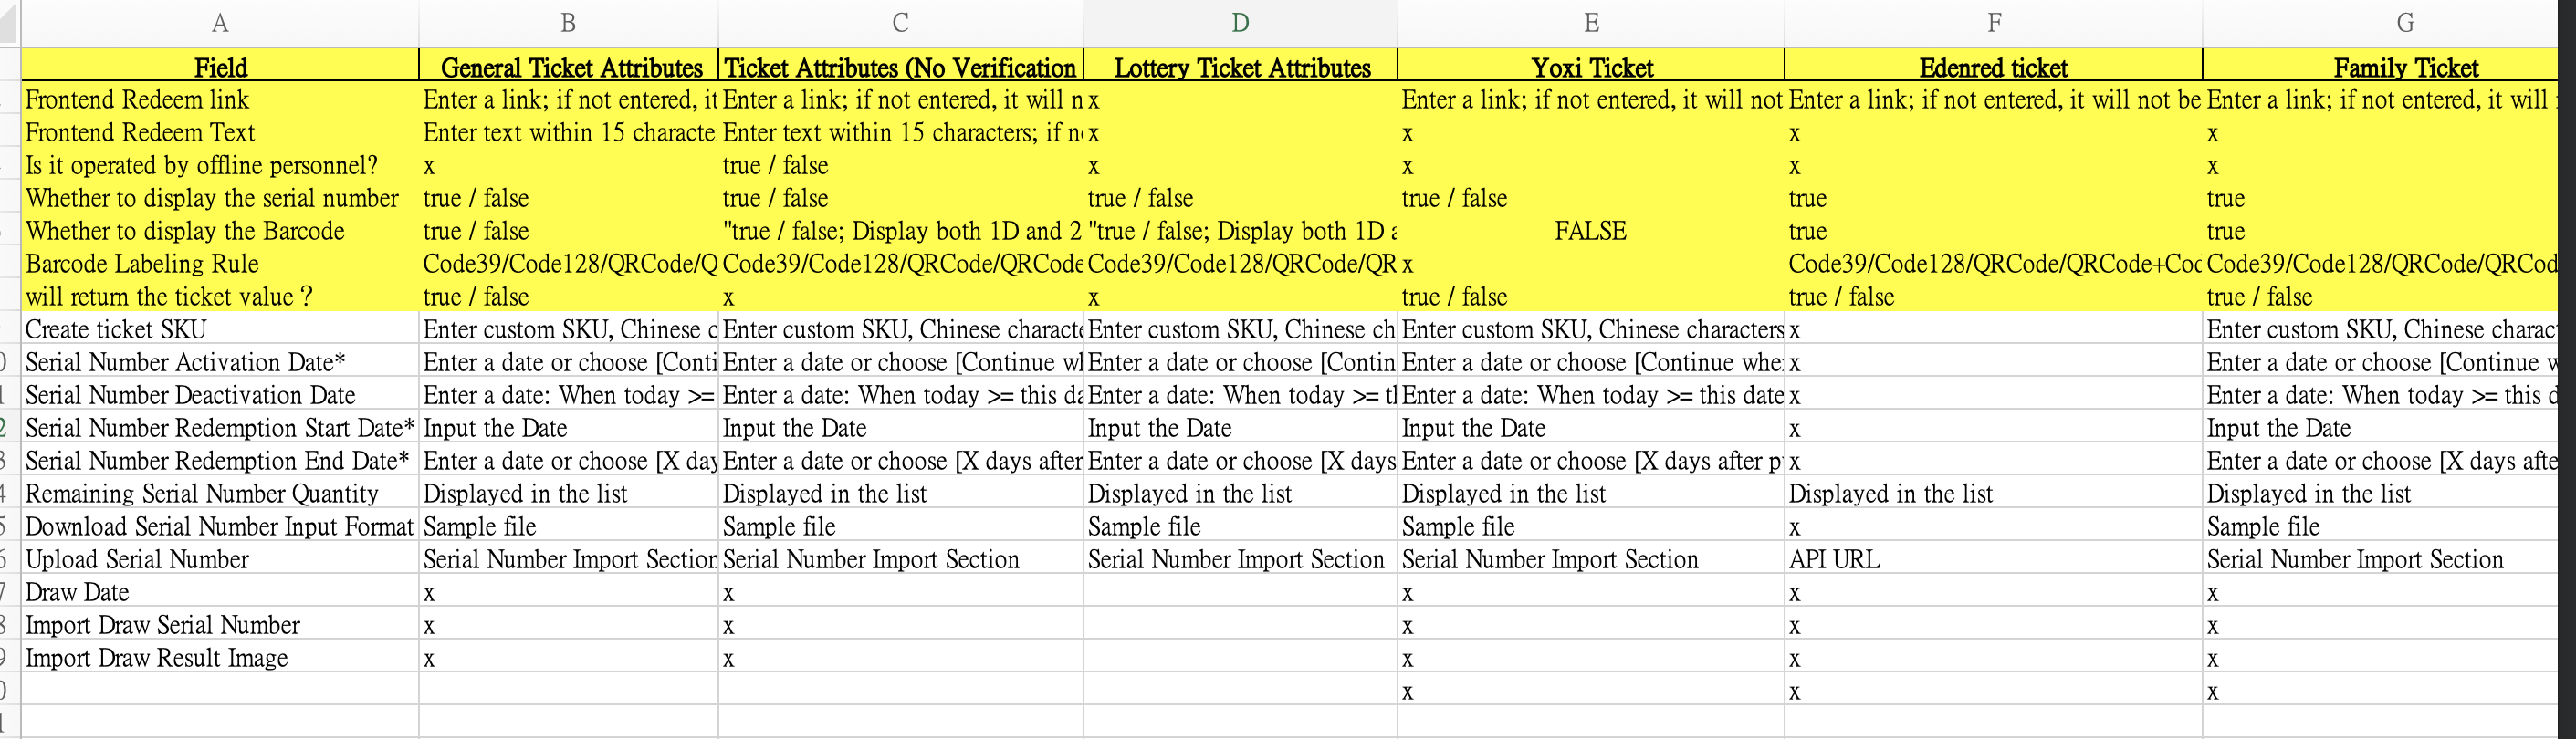 A B C D E F G
Field General Ticket Attributes Ticket Attributes (No Verification Lottery Ticket Attributes Yoxi Ticket Edenred ticket Family Ticket
Frontend Redeem link Enter a link; if not entered, it Enter a link; if not entered, it will n x Enter a link; if not entered, it will not Enter a link; if not entered, it will not be Enter a link; if not entered, it will
Frontend Redeem Text Enter text within 15 characte Enter text within 15 characters; if n x x x x
Is it operated by offline personnel? x true / false x x x x
Whether to display the serial number true / false true / false true / false true / false true true
Whether to display the Barcode true / false "true / false; Display both 1D and 2 "true / false; Display both 1D a FALSE true true
Barcode Labeling Rule Code39/Code128/QRCode/Q Code39/Code128/QRCode/QRCode Code39/Code128/QRCode/QR x Code39/Code128/QRCode/QRCode+Cod Code39/Code128/QRCode/QRCod
will return the ticket value ? true / false x x true / false true / false true / false
Create ticket SKU Enter custom SKU, Chinese c Enter custom SKU, Chinese characte Enter custom SKU, Chinese ch Enter custom SKU, Chinese characters x Enter custom SKU, Chinese charac
0 Serial Number Activation Date* Enter a date or choose [Conti Enter a date or choose [Continue wl Enter a date or choose [Contin Enter a date or choose [Continue whe x Enter a date or choose [Continue w
1 Serial Number Deactivation Date Enter a date: When today >= Enter a date: When today >= this da Enter a date: When today >= tl Enter a date: When today >= this date x Enter a date: When today >= this d
2 Serial Number Redemption Start Date* Input the Date Input the Date Input the Date Input the Date x Input the Date
3 Serial Number Redemption End Date* Enter a date or choose [X day Enter a date or choose [X days after Enter a date or choose [X days Enter a date or choose [X days after p x Enter a date or choose [X days afte
4 Remaining Serial Number Quantity Displayed in the list Displayed in the list Displayed in the list Displayed in the list Displayed in the list Displayed in the list
5 Download Serial Number Input Format Sample file Sample file Sample file Sample file x Sample file
6 Upload Serial Number Serial Number Import Section Serial Number Import Section Serial Number Import Section Serial Number Import Section API URL Serial Number Import Section
7 Draw Date x x x x x
8 Import Draw Serial Number x x x x x
9 Import Draw Result Image x x x x x
0 x x x
1